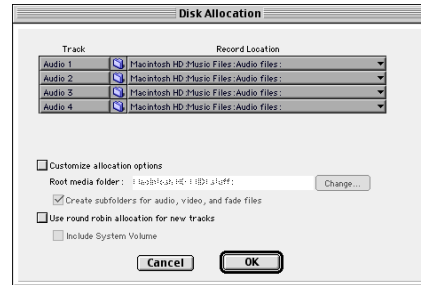 Disk Allocation
Track Record Location
Audio 1 Macintosh HD:Music Files:Audio files:
Audio 2 Macintosh HD:Music Files:Audio files:
Audio 3 Macintosh HD:Music Files:Audio files:
Audio 4 Macintosh HD:Music Files:Audio files:
Customize allocation options
Root media folder: Change...
Create subfolders for audio, video, and fade files
Use round robin allocation for new tracks
Include System Volume
Cancel OK